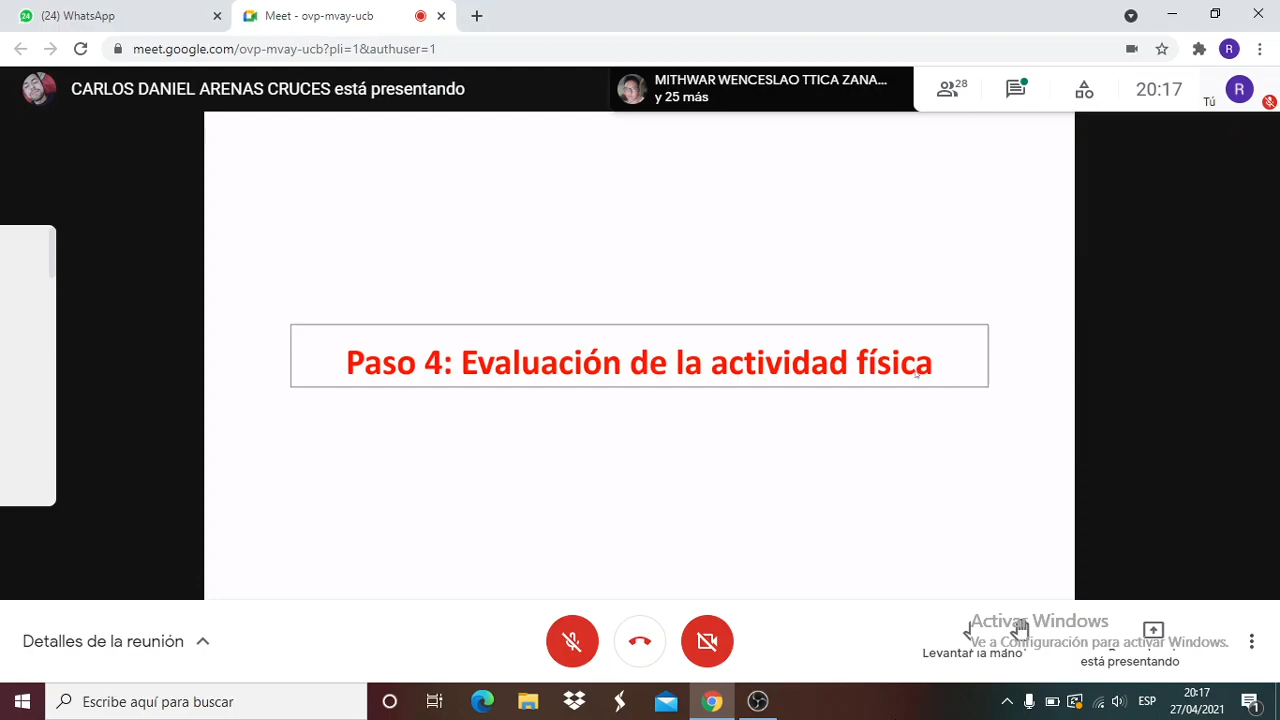 (24) WhatsApp
Meet - ovp-mvay-ucb
meet.google.com/ovp-mvay-ucb?pli=1&authuser=1
R
CARLOS DANIEL ARENAS CRUCES está presentando
MITHWAR WENCESLAO TTICA ZANA...
y 25 más
28
20:17
Tú
R
Paso 4: Evaluación de la actividad física
Detalles de la reunión
Activar Windows
Ve a Configuración para activar Windows.
Levantar la mano
está presentando
Escribe aquí para buscar
ESP
20:17
27/04/2021
1